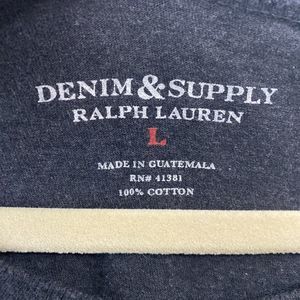 DENIM&SUPPLY
RALPH LAUREN
L
MADE IN GUATEMALA
RN# 41381
100% COTTON